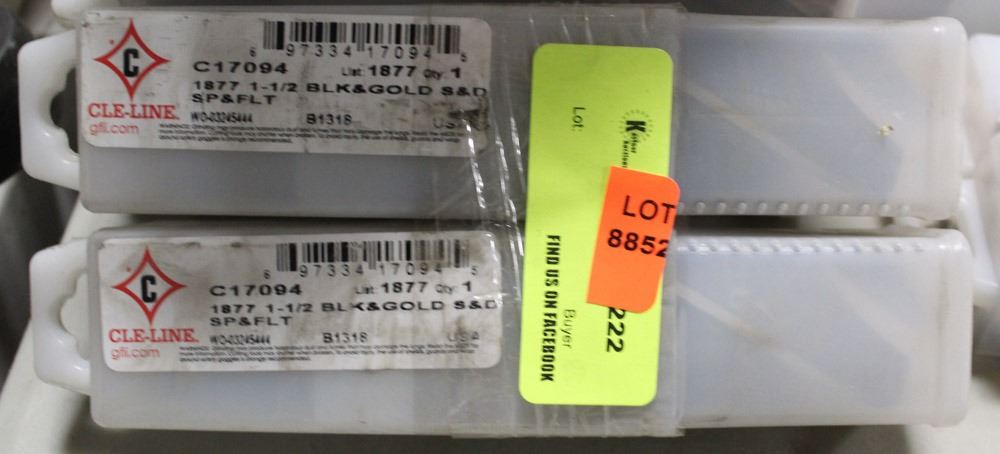 6 97334 17094 5
C17094 List: 1877 Qty: 1
1877 1-1/2 BLK&GOLD S&D
SP&FLT
WO-03245444 B1318 USA
C
CLE-LINE.
gfii.com
6 97334 17094 5
C17094 List: 1877 Qty: 1
1877 1-1/2 BLK&GOLD S&D
SP&FLT
WO-03245444 B1318 USA
C
CLE-LINE.
gfii.com
Lot:
Buyer
222
FIND US ON FACEBOOK
LOT
8852